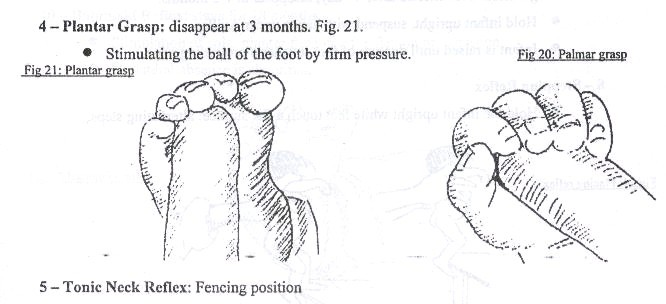 4 – Plantar Grasp: disappear at 3 months. Fig. 21.
● Stimulating the ball of the foot by firm pressure.
Fig 21: Plantar grasp
Fig 20: Palmar grasp
5 – Tonic Neck Reflex: Fencing position